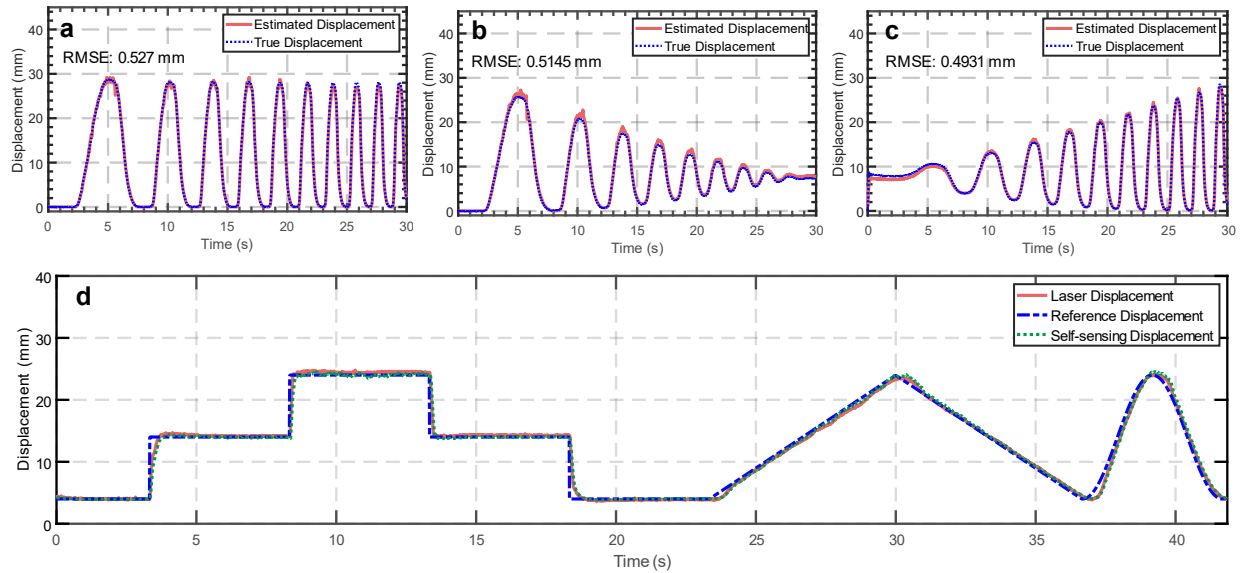 a
Estimated Displacement
True Displacement
RMSE: 0.527 mm
Displacement (mm)
40
30
20
10
0
0 5 10 15 20 25 30
Time (s)
b
Estimated Displacement
True Displacement
RMSE: 0.5145 mm
Displacement (mm)
40
30
20
10
0
0 5 10 15 20 25 30
Time (s)
c
Estimated Displacement
True Displacement
RMSE: 0.4931 mm
Displacement (mm)
40
30
20
10
0
0 5 10 15 20 25 30
Time (s)
d
Laser Displacement
Reference Displacement
Self-sensing Displacement
Displacement (mm)
40
30
20
10
0
0 5 10 15 20 25 30 35 40
Time (s)